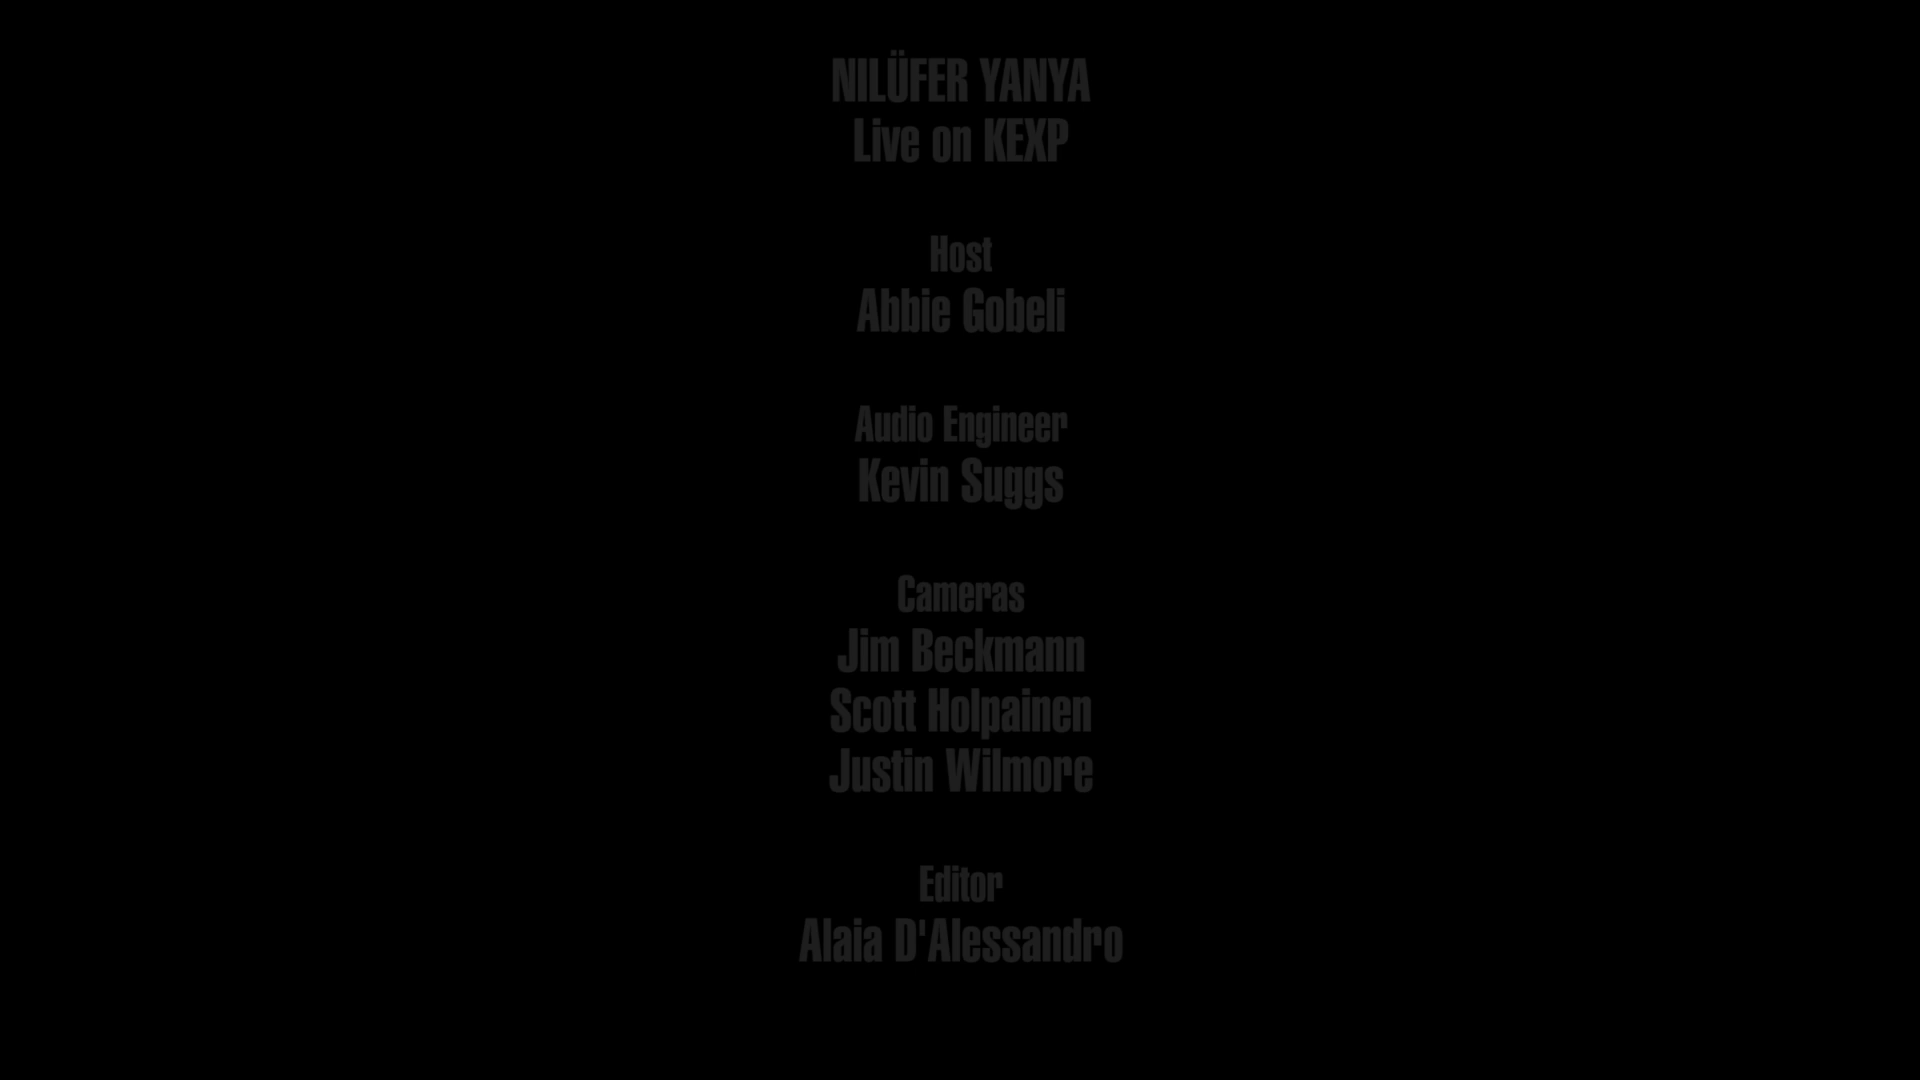 NILÜFER YANYA
Live on KEXP
Host
Abbie Gobeli
Audio Engineer
Kevin Suggs
Cameras
Jim Beckmann
Scott Holpainen
Justin Wilmore
Editor
Alaia D'Alessandro